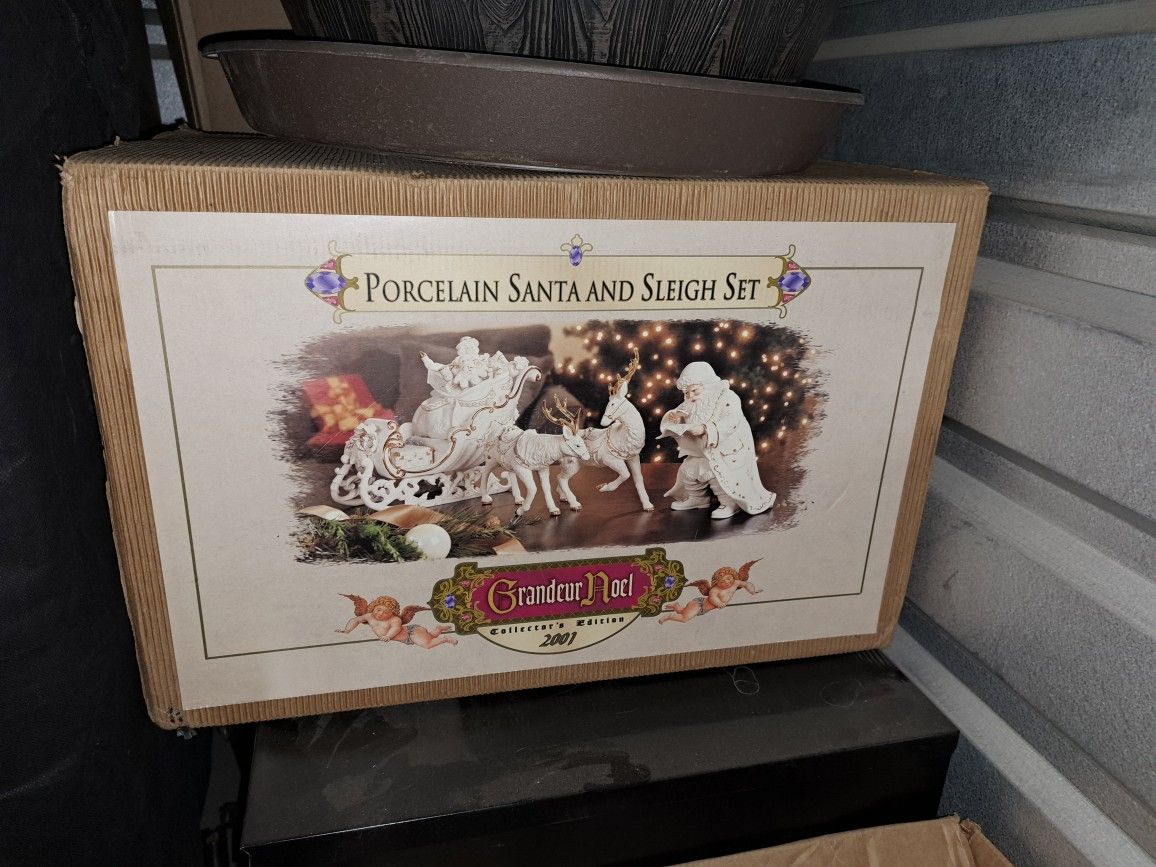 PORCELAIN SANTA AND SLEIGH SET
Grandeur Noel
Collector's Edition
2001